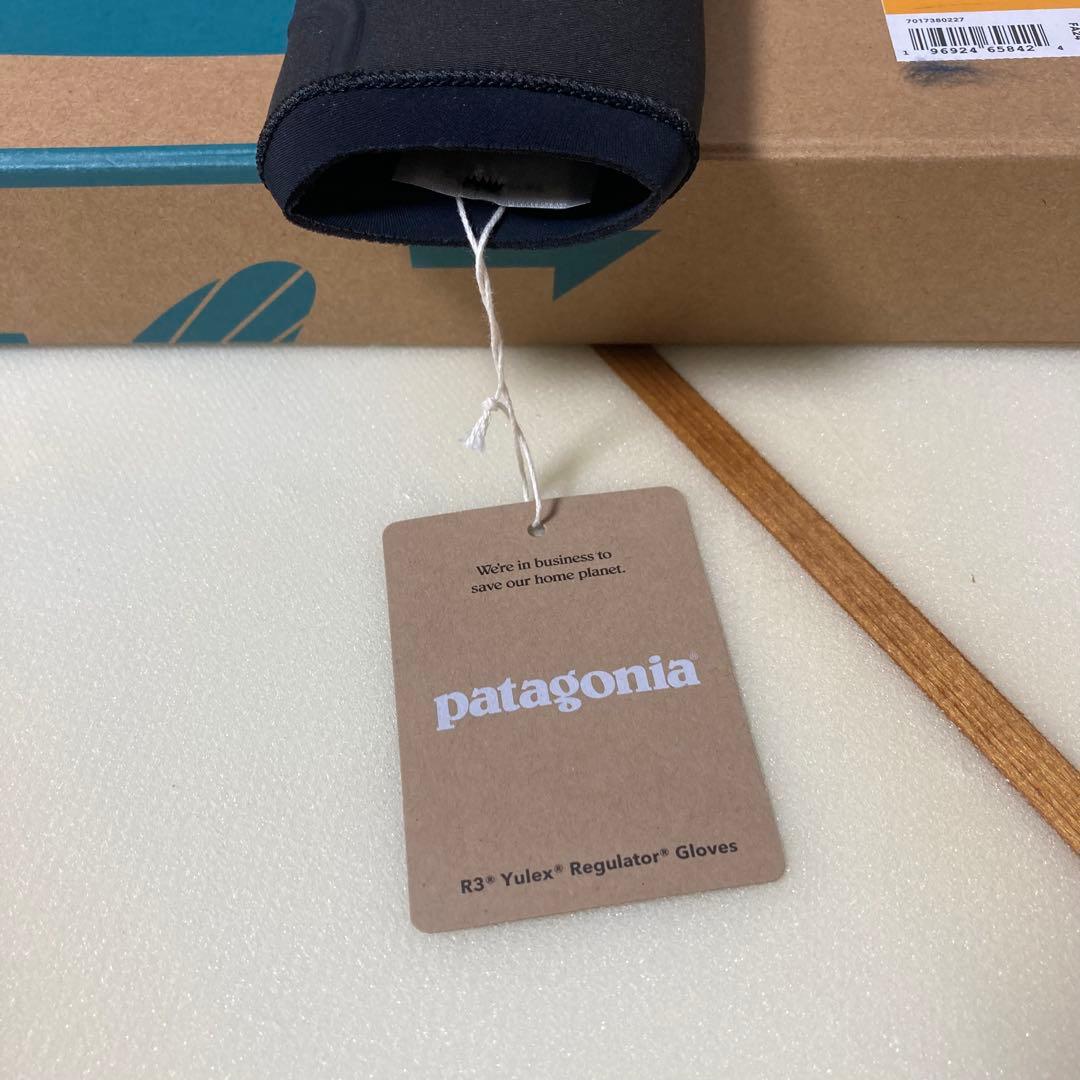 7017380227
1 96924 65842 4
FA24
We're in business to
save our home planet.
patagonia®
R3® Yulex® Regulator® Gloves